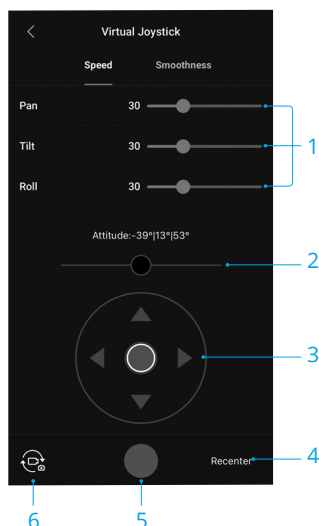 Virtual Joystick
Speed Smoothness
Pan 30
1
Tilt 30
Roll 30
Attitude:-39°|13°|53°
2
3
Recenter 4
6 5